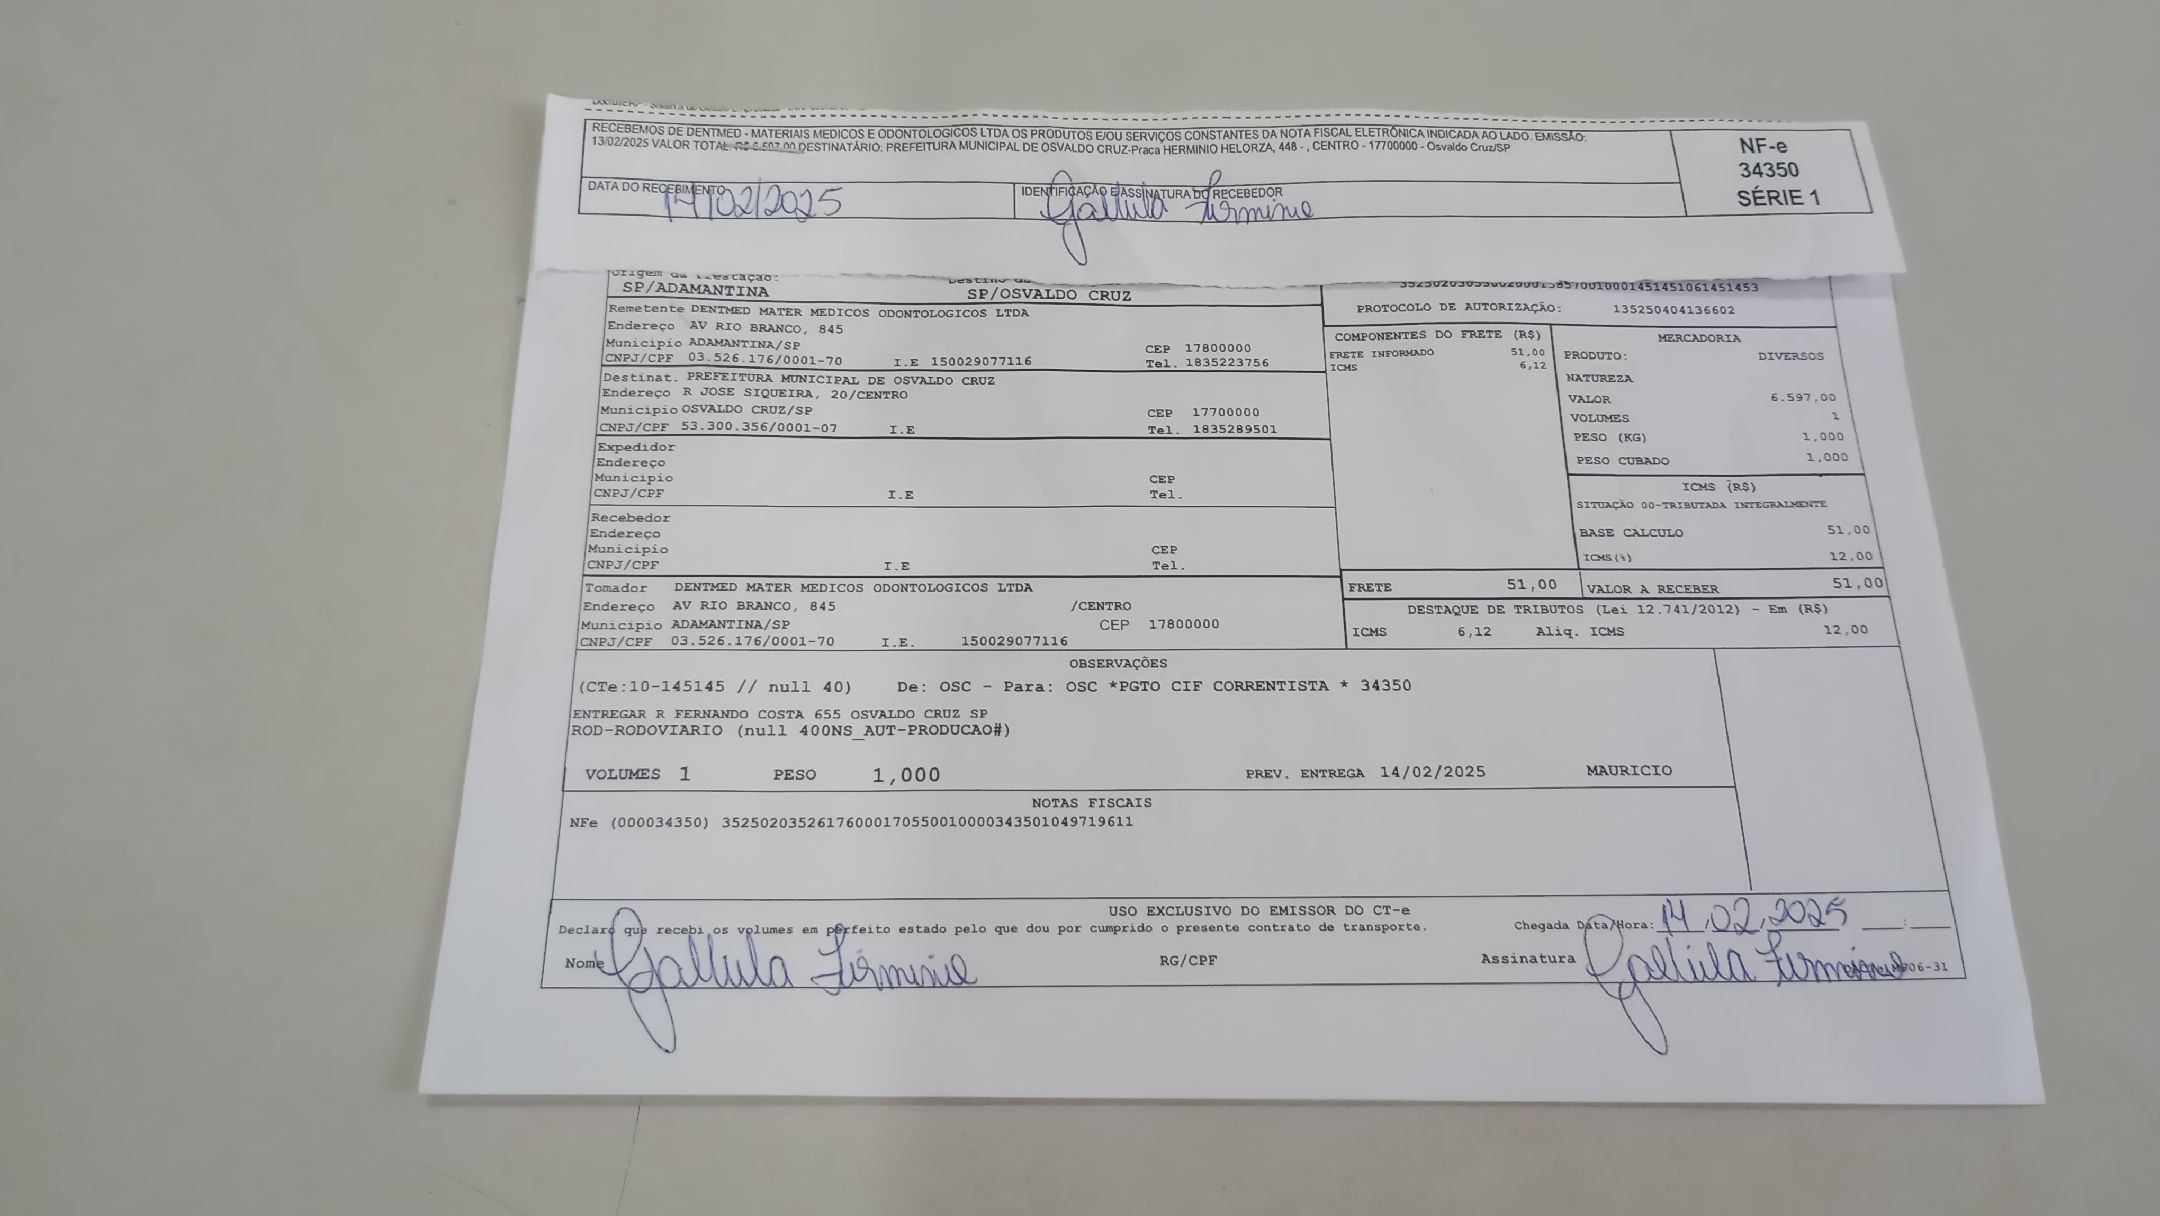 RECEBEMOS DE DENTMED - MATERIAIS MEDICOS E ODONTOLOGICOS LTDA OS PRODUTOS E/OU SERVIÇOS CONSTANTES DA NOTA FISCAL ELETRÔNICA INDICADA AO LADO. EMISSÃO:
13/02/2025 VALOR TOTAL: DESTINATÁRIO: PREFEITURA MUNICIPAL DE OSVALDO CRUZ-Praca HERMINIO HELORZA, 448 - , CENTRO - 17700000 - Osvaldo Cruz/SP
NF-e
34350
SÉRIE 1
DATA DO RECEBIMENTO
14/02/2025
IDENTIFICAÇÃO E ASSINATURA DO RECEBEDOR
Firminie
Origem da Prestação:
SP/ADAMANTINA
SP/OSVALDO CRUZ
PROTOCOLO DE AUTORIZAÇÃO: 135250404136602
Remetente DENTMED MATER MEDICOS ODONTOLOGICOS LTDA
Endereço AV RIO BRANCO, 845
Municipio ADAMANTINA/SP CEP 17800000
CNPJ/CPF 03.526.176/0001-70 I.E 150029077116 Tel. 1835223756
Destinat. PREFEITURA MUNICIPAL DE OSVALDO CRUZ
Endereço R JOSE SIQUEIRA, 20/CENTRO
Municipio OSVALDO CRUZ/SP CEP 17700000
CNPJ/CPF 53.300.356/0001-07 I.E Tel. 1835289501
Expedidor
Endereço
Municipio CEP
CNPJ/CPF I.E Tel.
Recebedor
Endereço
Municipio CEP
CNPJ/CPF I.E Tel.
Tomador DENTMED MATER MEDICOS ODONTOLOGICOS LTDA
Endereço AV RIO BRANCO, 845 /CENTRO
Municipio ADAMANTINA/SP CEP 17800000
CNPJ/CPF 03.526.176/0001-70 I.E. 150029077116
COMPONENTES DO FRETE (R$)
FRETE INFORMADO 51,00
ICMS 6,12
MERCADORIA
PRODUTO: DIVERSOS
NATUREZA
VALOR 6.597,00
VOLUMES 1
PESO (KG) 1,000
PESO CUBADO 1,000
ICMS (R$)
SITUAÇÃO 00-TRIBUTADA INTEGRALMENTE
BASE CALCULO 51,00
ICMS(%) 12,00
FRETE 51,00 VALOR A RECEBER 51,00
DESTAQUE DE TRIBUTOS (Lei 12.741/2012) - Em (R$)
ICMS 6,12 Aliq. ICMS 12,00
OBSERVAÇÕES
(CTe:10-145145 // null 40) De: OSC - Para: OSC *PGTO CIF CORRENTISTA * 34350
ENTREGAR R FERNANDO COSTA 655 OSVALDO CRUZ SP
ROD-RODOVIARIO (null 400NS_AUT-PRODUCAO#)
VOLUMES 1 PESO 1,000 PREV. ENTREGA 14/02/2025 MAURICIO
NOTAS FISCAIS
NFe (000034350) 35250203526176000170550010000343501049719611
USO EXCLUSIVO DO EMISSOR DO CT-e
Declaro que recebi os volumes em perfeito estado pelo que dou por cumprido o presente contrato de transporte.
Chegada Data/Hora: 14/02/2025 __:__
Nome Firminie
RG/CPF
Assinatura Firminie